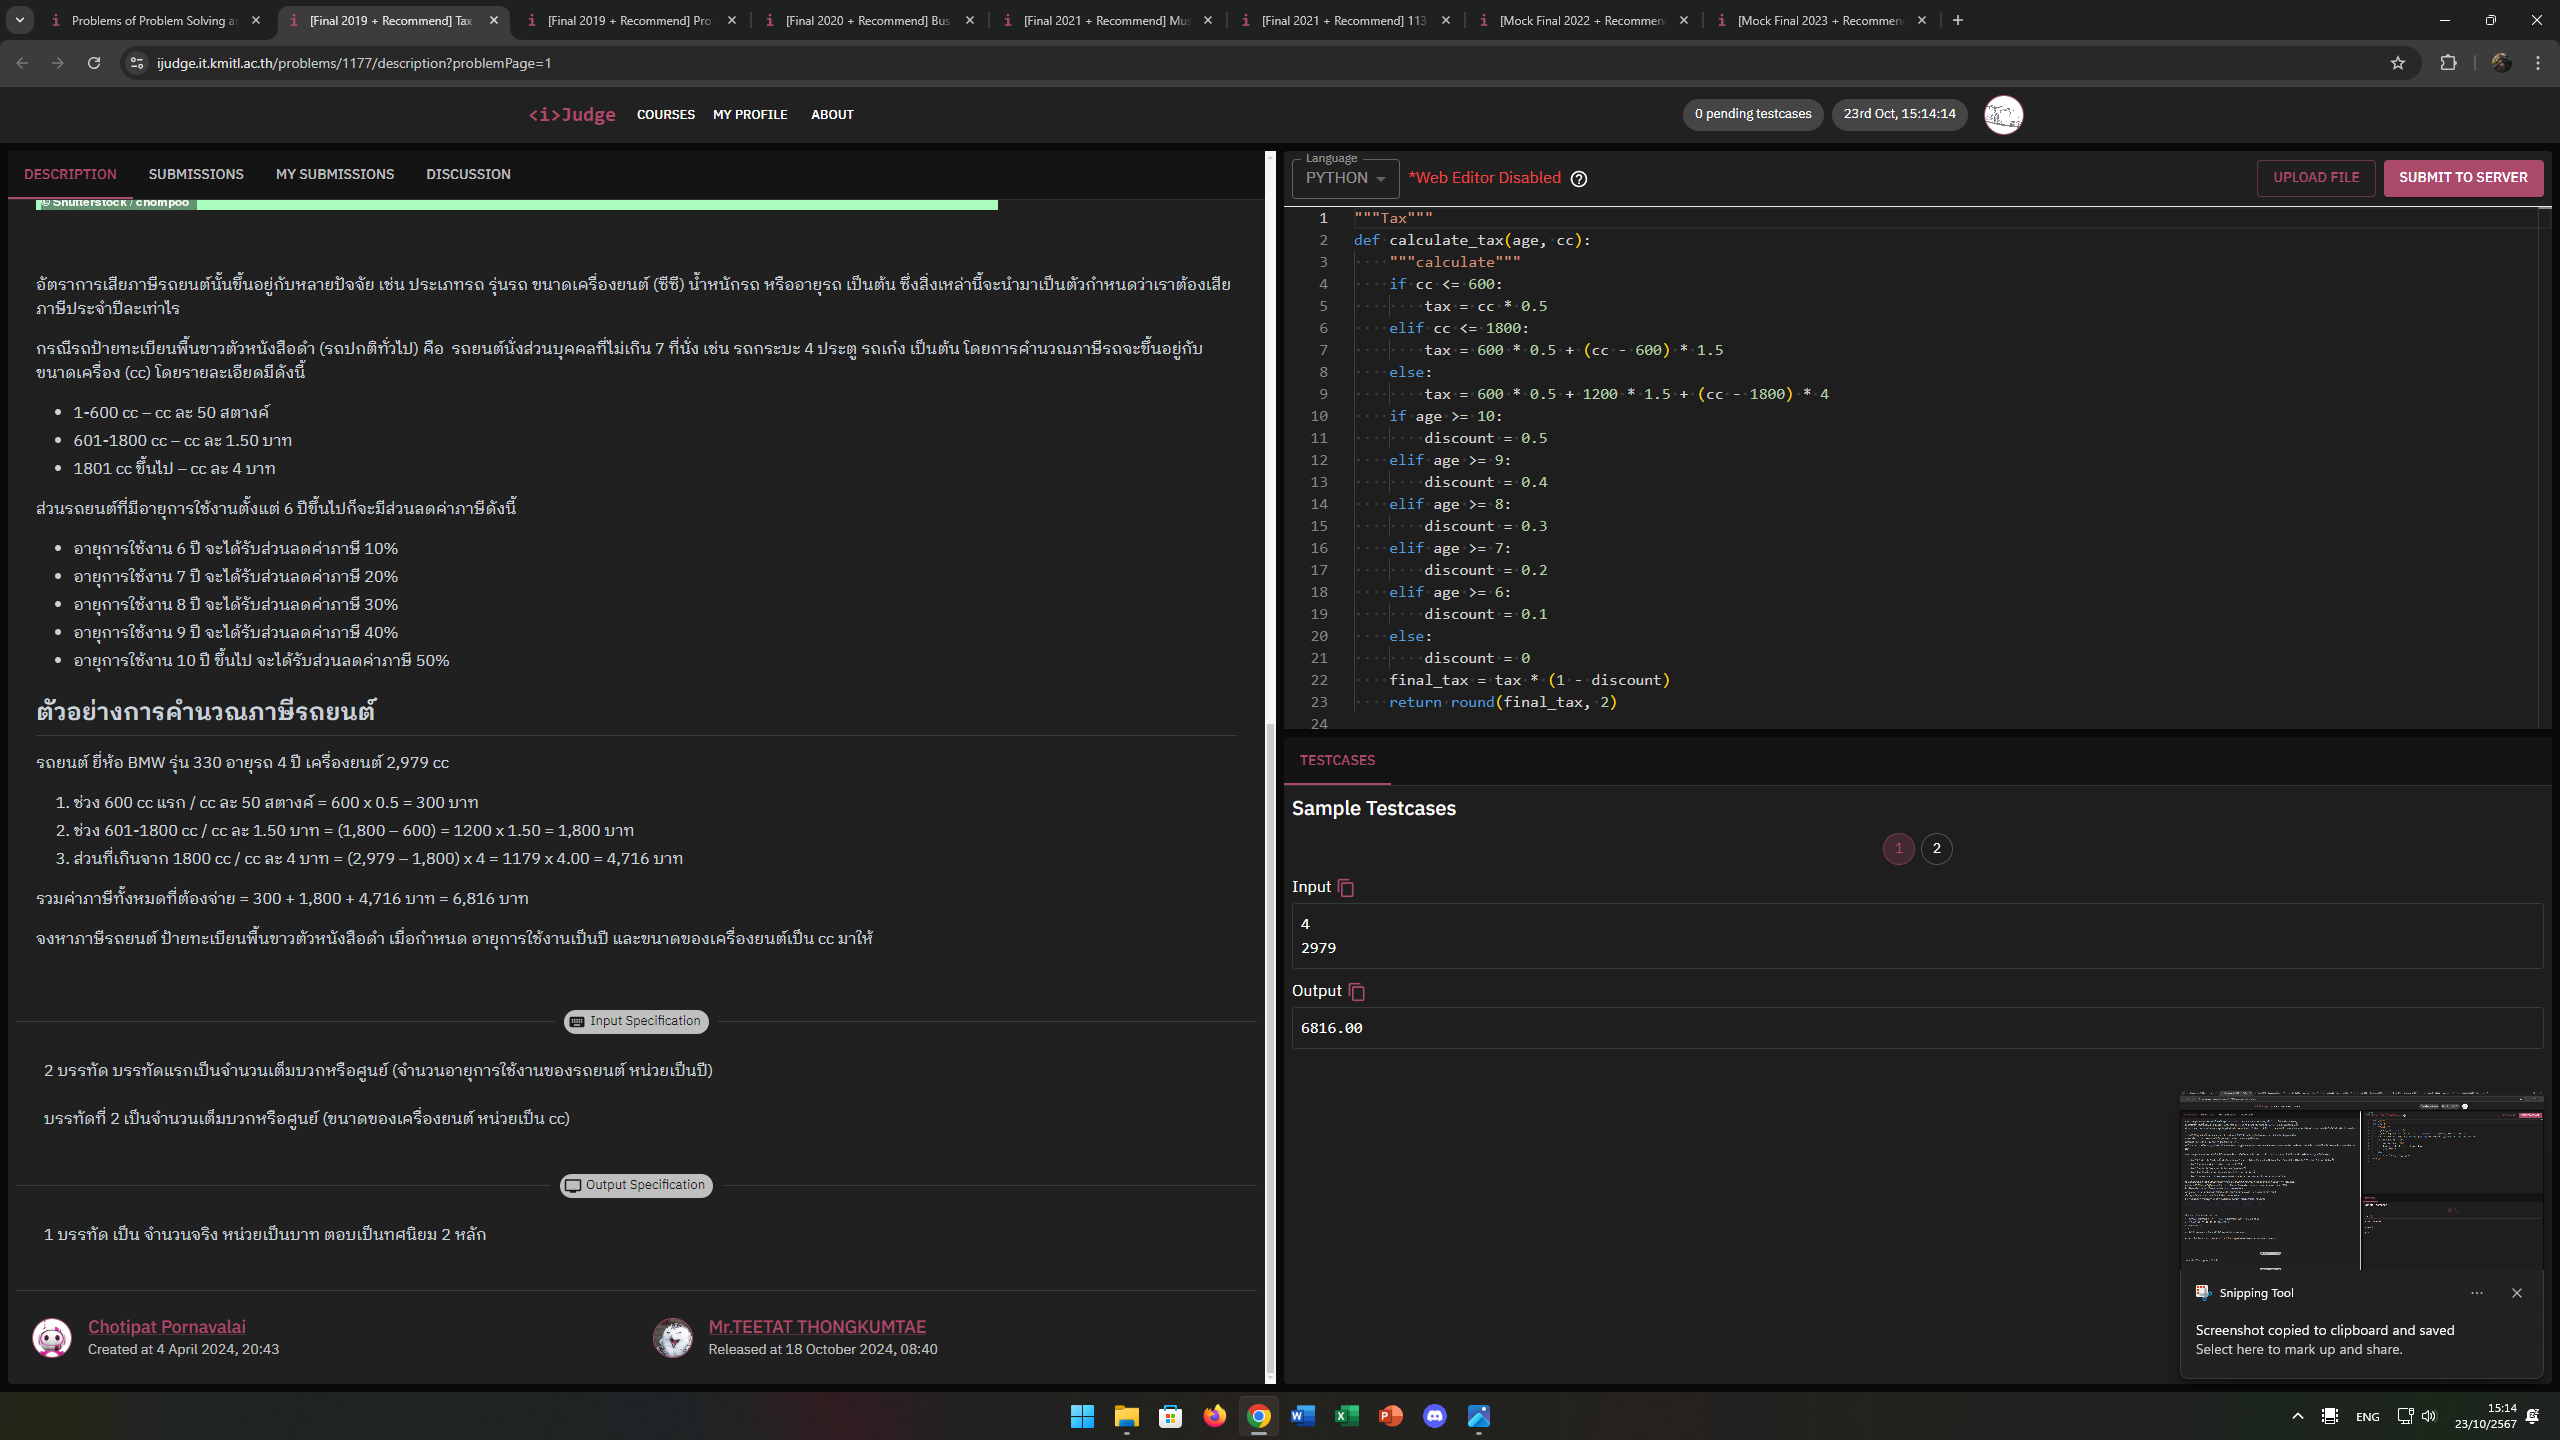 Problems of Problem Solving ar
[Final 2019 + Recommend] Tax
[Final 2019 + Recommend] Pro
[Final 2020 + Recommend] Bus
[Final 2021 + Recommend] Mus
[Final 2021 + Recommend] 113
[Mock Final 2022 + Recommen
[Mock Final 2023 + Recommen
ijudge.it.kmitl.ac.th/problems/1177/description?problemPage=1
<i>Judge COURSES MY PROFILE ABOUT
0 pending testcases 23rd Oct, 15:14:14
DESCRIPTION SUBMISSIONS MY SUBMISSIONS DISCUSSION
© Shutterstock / chompoo
อัตราการเสียภาษีรถยนต์นั้นขึ้นอยู่กับหลายปัจจัย เช่น ประเภทรถ รุ่นรถ ขนาดเครื่องยนต์ (ซีซี) น้ำหนักรถ หรืออายุรถ เป็นต้น ซึ่งสิ่งเหล่านี้จะนำมาเป็นตัวกำหนดว่าเราต้องเสีย
ภาษีประจำปีละเท่าไร
กรณีรถป้ายทะเบียนพื้นขาวตัวหนังสือดำ (รถปกติทั่วไป) คือ รถยนต์นั่งส่วนบุคคลที่ไม่เกิน 7 ที่นั่ง เช่น รถกระบะ 4 ประตู รถเก๋ง เป็นต้น โดยการคำนวณภาษีรถจะขึ้นอยู่กับ
ขนาดเครื่อง (cc) โดยรายละเอียดมีดังนี้
• 1-600 cc – cc ละ 50 สตางค์
• 601-1800 cc – cc ละ 1.50 บาท
• 1801 cc ขึ้นไป – cc ละ 4 บาท
ส่วนรถยนต์ที่มีอายุการใช้งานตั้งแต่ 6 ปีขึ้นไปก็จะมีส่วนลดค่าภาษีดังนี้
• อายุการใช้งาน 6 ปี จะได้รับส่วนลดค่าภาษี 10%
• อายุการใช้งาน 7 ปี จะได้รับส่วนลดค่าภาษี 20%
• อายุการใช้งาน 8 ปี จะได้รับส่วนลดค่าภาษี 30%
• อายุการใช้งาน 9 ปี จะได้รับส่วนลดค่าภาษี 40%
• อายุการใช้งาน 10 ปี ขึ้นไป จะได้รับส่วนลดค่าภาษี 50%
ตัวอย่างการคำนวณภาษีรถยนต์
รถยนต์ ยี่ห้อ BMW รุ่น 330 อายุรถ 4 ปี เครื่องยนต์ 2,979 cc
1. ช่วง 600 cc แรก / cc ละ 50 สตางค์ = 600 x 0.5 = 300 บาท
2. ช่วง 601-1800 cc / cc ละ 1.50 บาท = (1,800 – 600) = 1200 x 1.50 = 1,800 บาท
3. ส่วนที่เกินจาก 1800 cc / cc ละ 4 บาท = (2,979 – 1,800) x 4 = 1179 x 4.00 = 4,716 บาท
รวมค่าภาษีทั้งหมดที่ต้องจ่าย = 300 + 1,800 + 4,716 บาท = 6,816 บาท
จงหาภาษีรถยนต์ ป้ายทะเบียนพื้นขาวตัวหนังสือดำ เมื่อกำหนด อายุการใช้งานเป็นปี และขนาดของเครื่องยนต์เป็น cc มาให้
Input Specification
2 บรรทัด บรรทัดแรกเป็นจำนวนเต็มบวกหรือศูนย์ (จำนวนอายุการใช้งานของรถยนต์ หน่วยเป็นปี)
บรรทัดที่ 2 เป็นจำนวนเต็มบวกหรือศูนย์ (ขนาดของเครื่องยนต์ หน่วยเป็น cc)
Output Specification
1 บรรทัด เป็น จำนวนจริง หน่วยเป็นบาท ตอบเป็นทศนิยม 2 หลัก
Chotipat Pornavalai
Created at 4 April 2024, 20:43
Mr.TEETAT THONGKUMTAE
Released at 18 October 2024, 08:40
Language
PYTHON *Web Editor Disabled
UPLOAD FILE SUBMIT TO SERVER
1 """Tax"""
2 def calculate_tax(age, cc):
3 """calculate"""
4 if cc <= 600:
5 tax = cc * 0.5
6 elif cc <= 1800:
7 tax = 600 * 0.5 + (cc - 600) * 1.5
8 else:
9 tax = 600 * 0.5 + 1200 * 1.5 + (cc - 1800) * 4
10 if age >= 10:
11 discount = 0.5
12 elif age >= 9:
13 discount = 0.4
14 elif age >= 8:
15 discount = 0.3
16 elif age >= 7:
17 discount = 0.2
18 elif age >= 6:
19 discount = 0.1
20 else:
21 discount = 0
22 final_tax = tax * (1 - discount)
23 return round(final_tax, 2)
24
TESTCASES
Sample Testcases
1 2
Input
4
2979
Output
6816.00
Snipping Tool
Screenshot copied to clipboard and saved
Select here to mark up and share.
ENG
15:14
23/10/2567